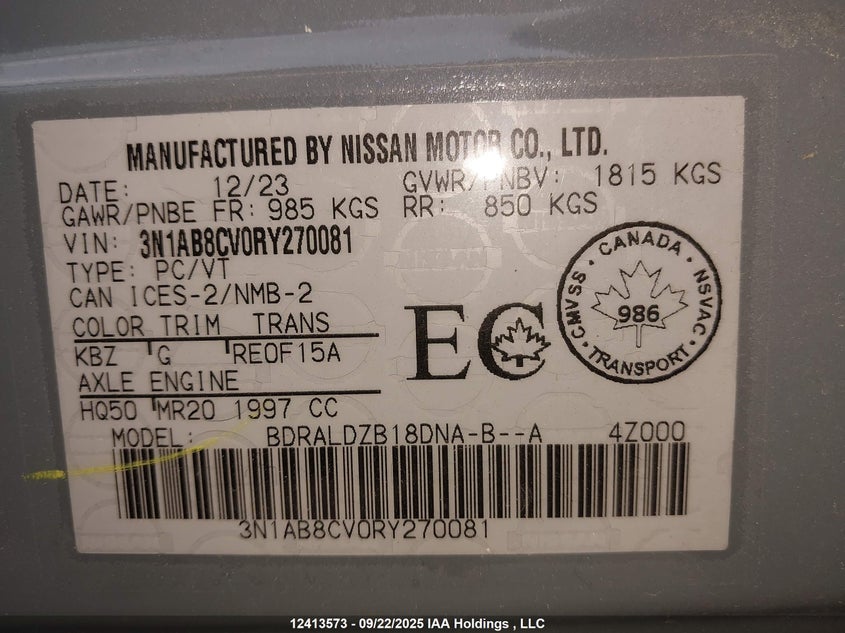 MANUFACTURED BY NISSAN MOTOR CO., LTD.
DATE: 12/23 GVWR/PNBV: 1815 KGS
GAWR/PNBE FR: 985 KGS RR: 850 KGS
VIN: 3N1AB8CV0RY270081
TYPE: PC/VT
CAN ICES-2/NMB-2
COLOR TRIM TRANS
KBZ G RE0F15A
AXLE ENGINE
HQ50 MR20 1997 CC
EC
CMVSS • CANADA • NSVAC • TRANSPORT •
986
MODEL: BDRALDZB18DNA-B--A 4Z000
3N1AB8CV0RY270081
12413573 - 09/22/2025 IAA Holdings , LLC